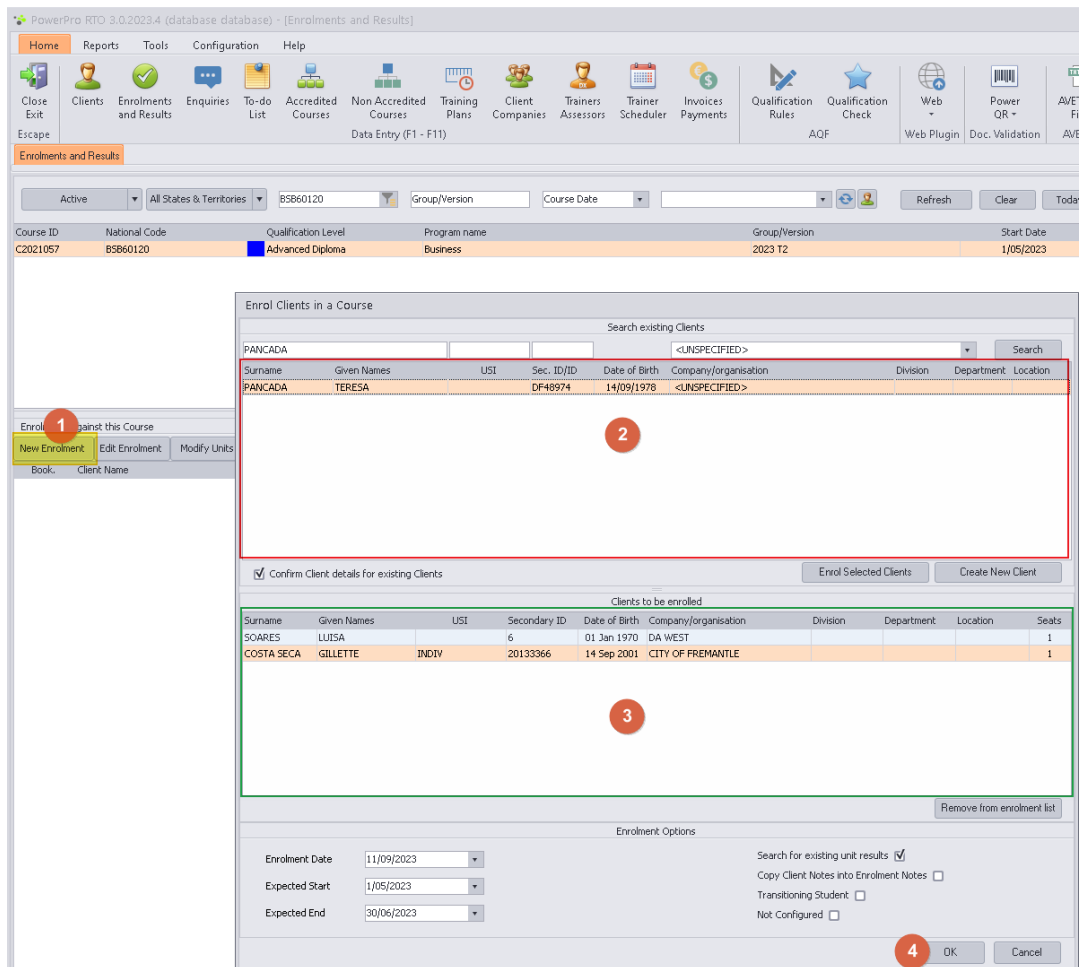 PowerPro RTO 3.0.2023.4 (database database) - [Enrolments and Results]
Home Reports Tools Configuration Help
Close Exit Clients Enrolments and Results Enquiries To-do List Accredited Courses Non Accredited Courses Training Plans Client Companies Trainers Assessors Trainer Scheduler Invoices Payments Qualification Rules Qualification Check Web Power QR
Escape Data Entry (F1 - F11) AQF Web Plugin Doc. Validation
Enrolments and Results
Active All States & Territories BSB60120 Group/Version Course Date Refresh Clear
Course ID National Code Qualification Level Program name Group/Version Start Date
C2021057 BSB60120 Advanced Diploma Business 2023 T2 1/05/2023
Enrol Clients in a Course
Search existing Clients
PANCADA <UNSPECIFIED> Search
Surname Given Names USI Sec. ID/ID Date of Birth Company/organisation Division Department Location
PANCADA TERESA DF48974 14/09/1978 <UNSPECIFIED>
1
this Course
New Enrolment Edit Enrolment Modify Units
Book. Client Name
2
Confirm Client details for existing Clients Enrol Selected Clients Create New Client
Clients to be enrolled
Surname Given Names USI Secondary ID Date of Birth Company/organisation Division Department Location Seats
SOARES LUISA 6 01 Jan 1970 DA WEST 1
COSTA SECA GILLETTE INDIV 20133366 14 Sep 2001 CITY OF FREMANTLE 1
3
Remove from enrolment list
Enrolment Options
Enrolment Date 11/09/2023 Search for existing unit results
Copy Client Notes into Enrolment Notes
Expected Start 1/05/2023
Transitioning Student
Expected End 30/06/2023 Not Configured
4 OK Cancel